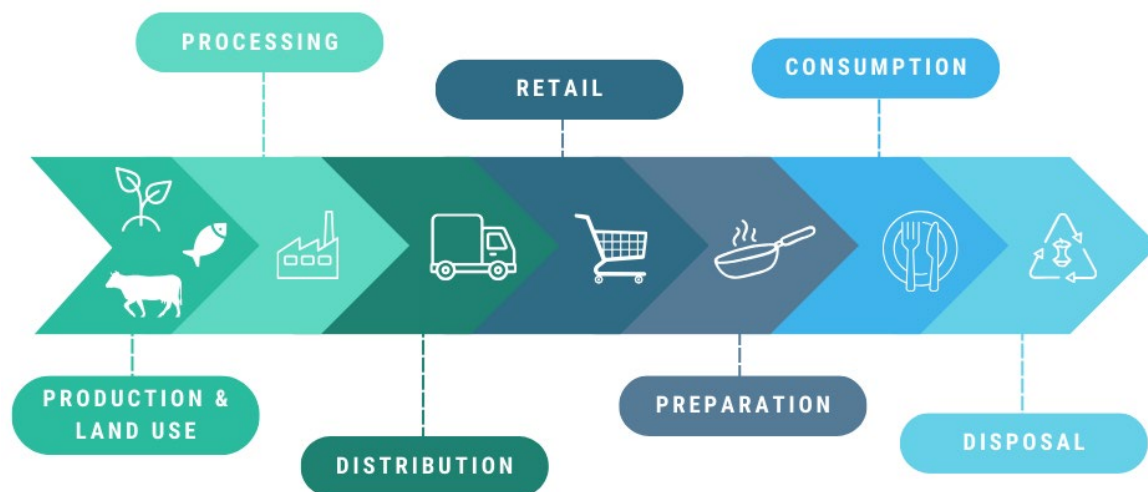 PROCESSING
RETAIL
CONSUMPTION
PRODUCTION &
LAND USE
DISTRIBUTION
PREPARATION
DISPOSAL